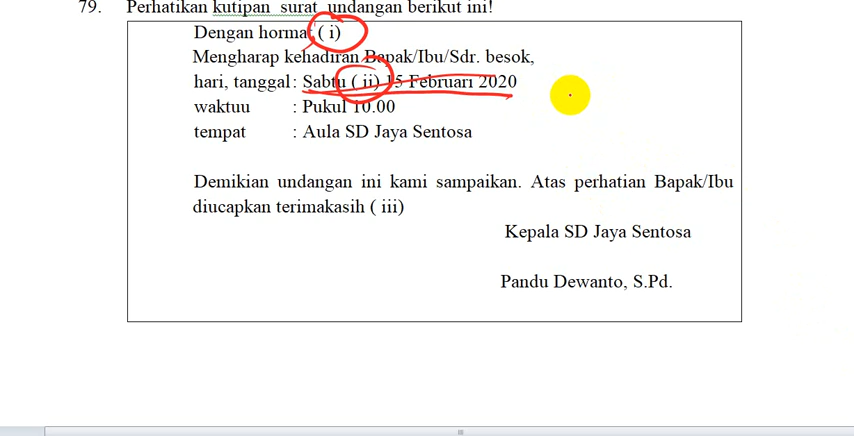 79. Perhatikan kutipan surat undangan berikut ini!
Dengan hormat ( i)
Mengharap kehadiran Bapak/Ibu/Sdr. besok,
hari, tanggal : Sabtu ( ii) 15 Februari 2020
waktuu : Pukul 10.00
tempat : Aula SD Jaya Sentosa
Demikian undangan ini kami sampaikan. Atas perhatian Bapak/Ibu
diucapkan terimakasih ( iii)
Kepala SD Jaya Sentosa
Pandu Dewanto, S.Pd.